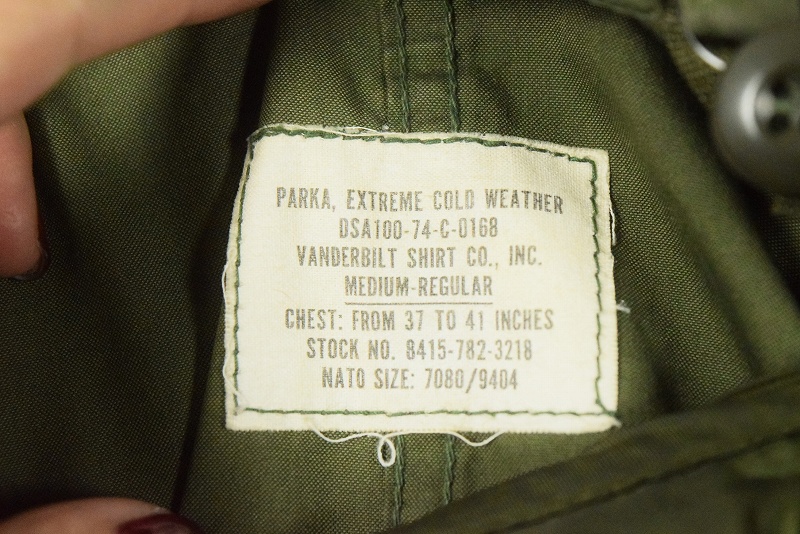 PARKA, EXTREME COLD WEATHER
DSA100-74-C-0168
VANDERBILT SHIRT CO., INC.
MEDIUM-REGULAR
CHEST: FROM 37 TO 41 INCHES
STOCK NO. 8415-782-3218
NATO SIZE: 7080/9404